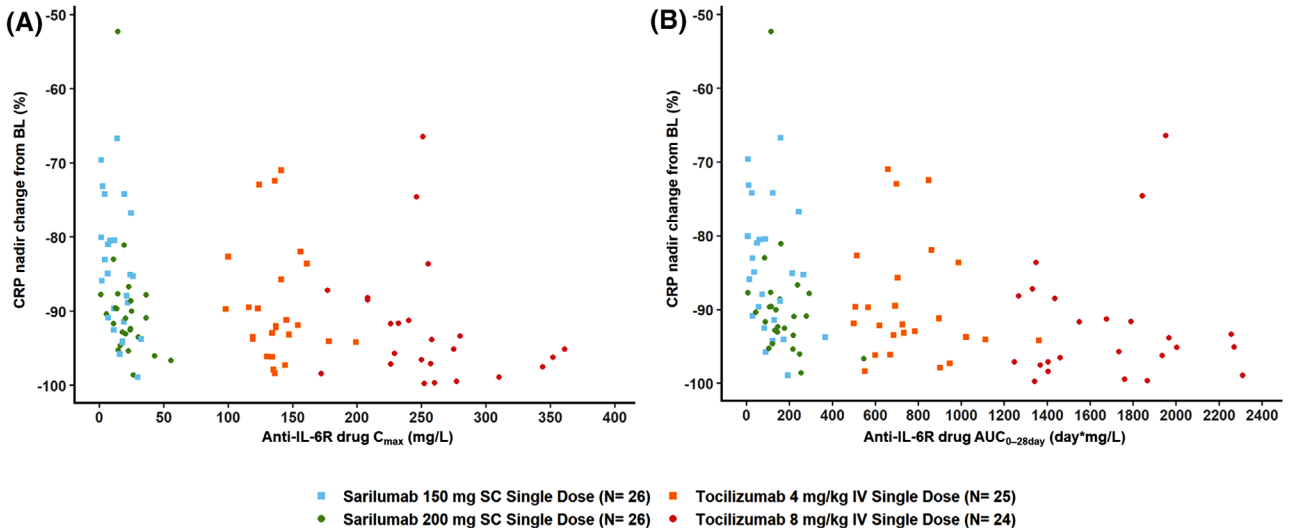 (A)
CRP nadir change from BL (%)
-50
-60
-70
-80
-90
-100
0 50 100 150 200 250 300 350 400
Anti-IL-6R drug Cmax (mg/L)
(B)
CRP nadir change from BL (%)
-50
-60
-70
-80
-90
-100
0 200 400 600 800 1000 1200 1400 1600 1800 2000 2200 2400
Anti-IL-6R drug AUC0–28day (day*mg/L)
Sarilumab 150 mg SC Single Dose (N= 26) Tocilizumab 4 mg/kg IV Single Dose (N= 25)
Sarilumab 200 mg SC Single Dose (N= 26) Tocilizumab 8 mg/kg IV Single Dose (N= 24)